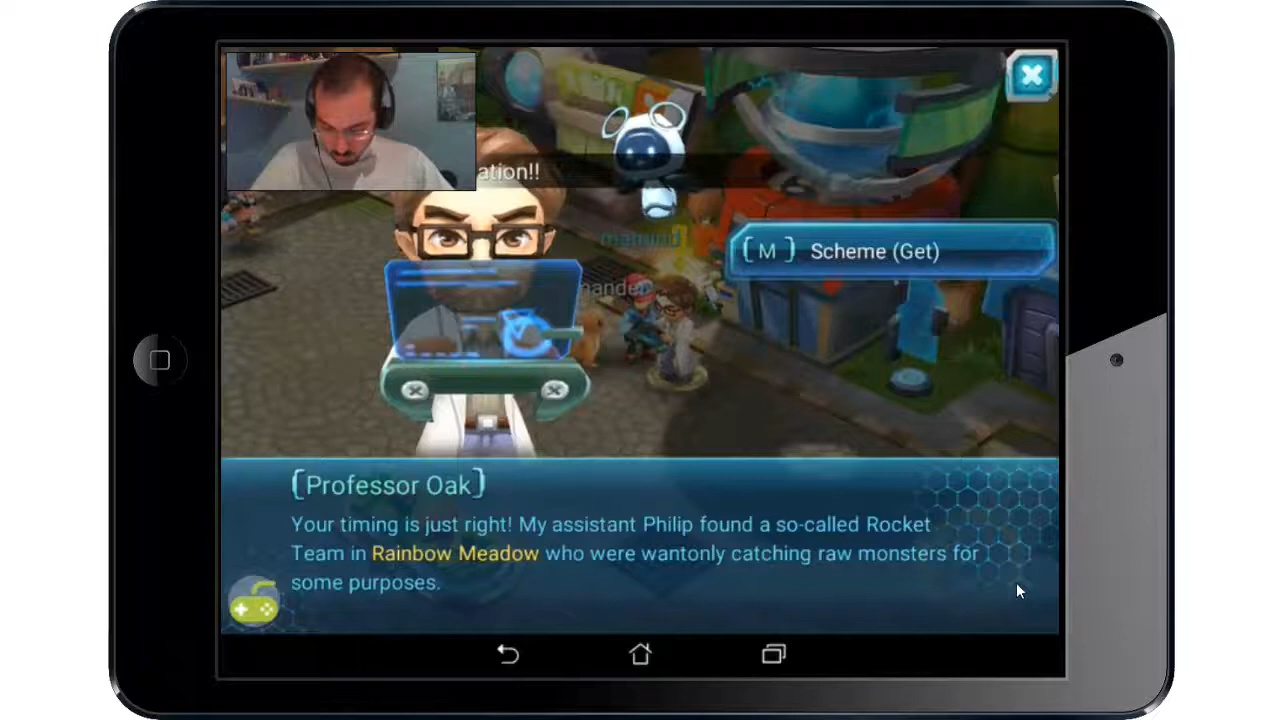 ation!!
mander
[ M ] Scheme (Get)
[Professor Oak]
Your timing is just right! My assistant Philip found a so-called Rocket
Team in Rainbow Meadow who were wantonly catching raw monsters for
some purposes.